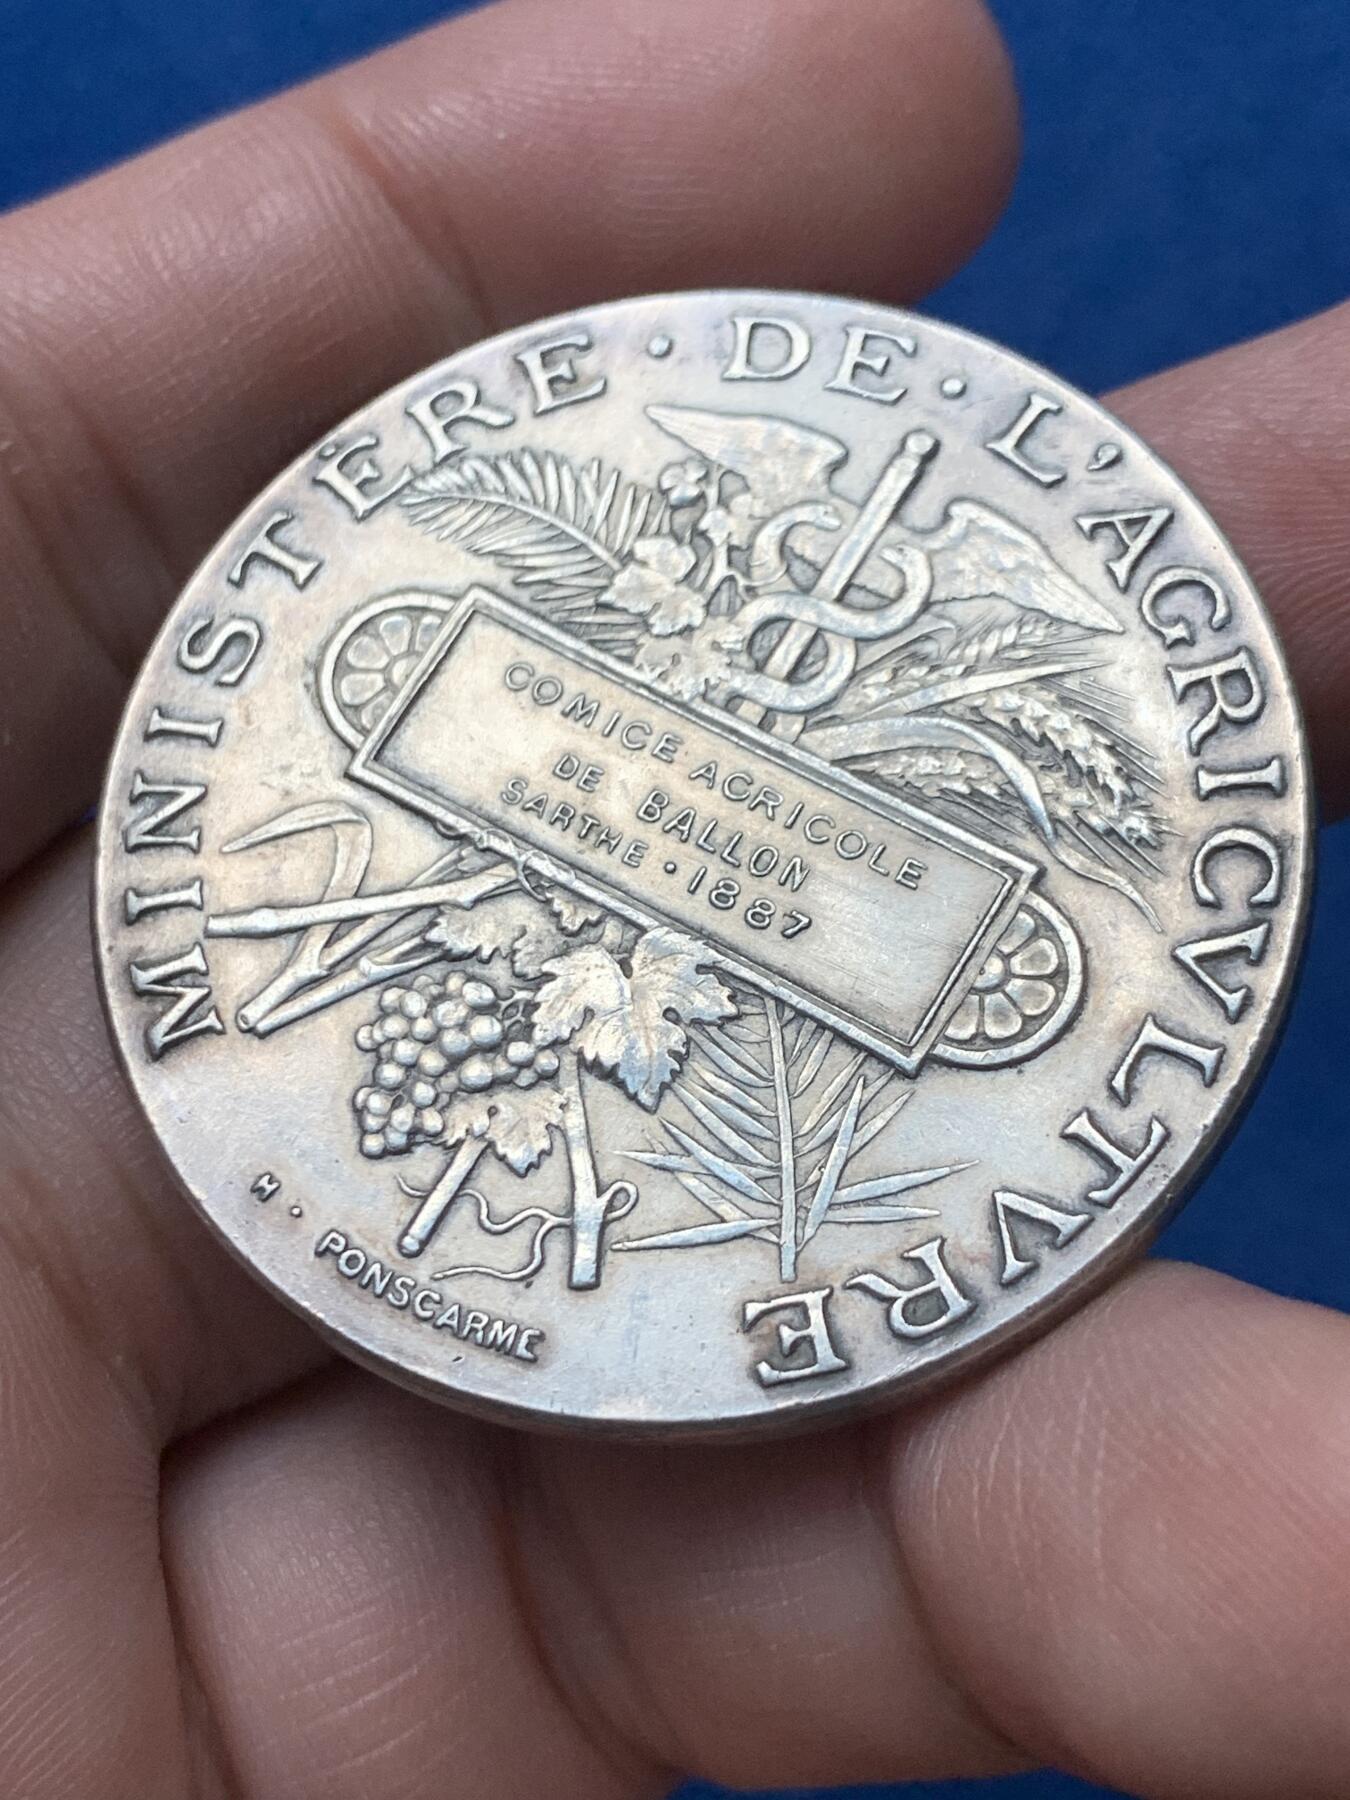 MINISTÈRE · DE · L'AGRICVLTVRE
COMICE AGRICOLE
DE BALLON
SARTHE · 1887
H · PONSCARME